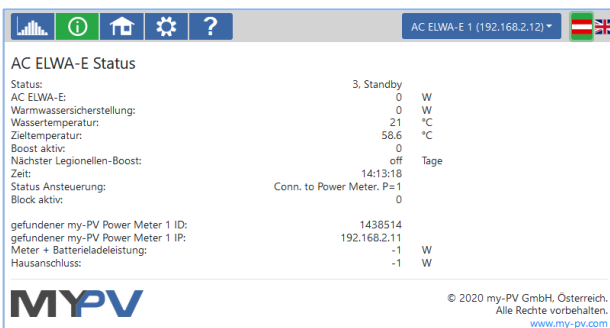 ?
AC ELWA-E 1 (192.168.2.12)
AC ELWA-E Status
Status: 3, Standby
AC ELWA-E: 0 W
Warmwassersicherstellung: 0 W
Wassertemperatur: 21 °C
Zieltemperatur: 58.6 °C
Boost aktiv: 0
Nächster Legionellen-Boost: off Tage
Zeit: 14:13:18
Status Ansteuerung: Conn. to Power Meter. P=1
Block aktiv: 0
gefundener my-PV Power Meter 1 ID: 1438514
gefundener my-PV Power Meter 1 IP: 192.168.2.11
Meter + Batterieladeleistung: -1 W
Hausanschluss: -1 W
MYPV
© 2020 my-PV GmbH, Österreich.
Alle Rechte vorbehalten.
www.my-pv.com